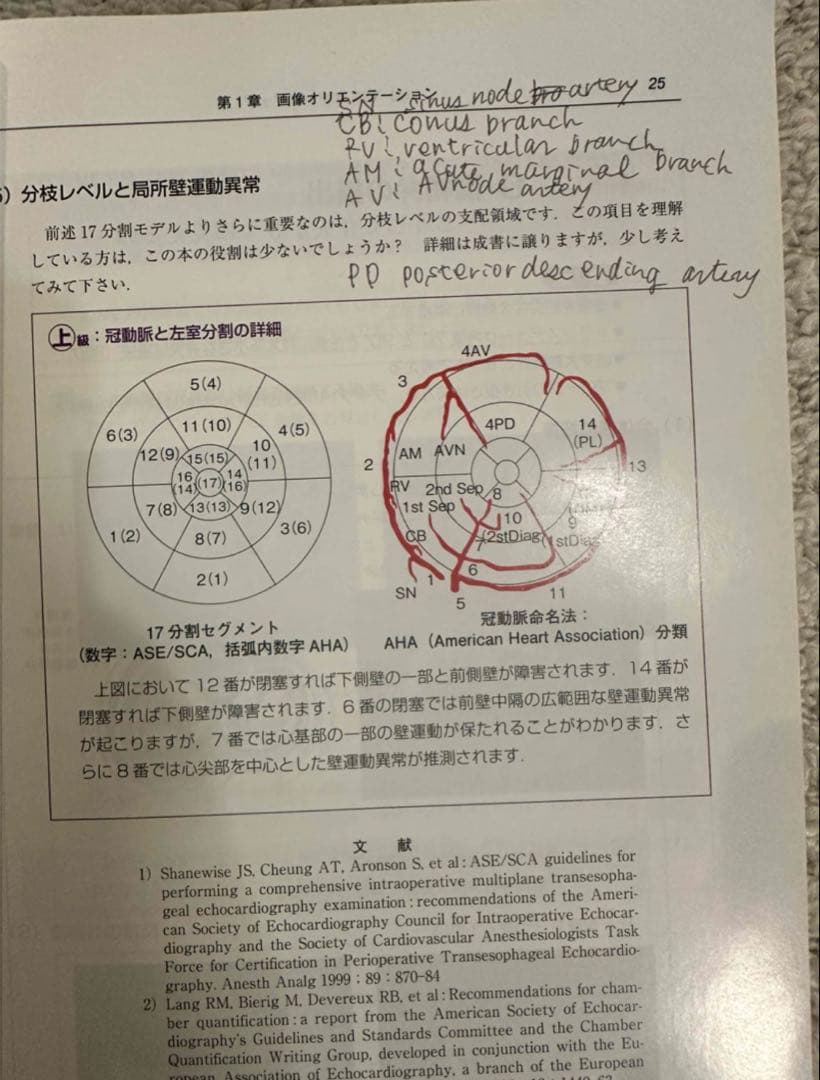 第1章 画像オリエンテーション 25
SN sinus node artery
CB: conus branch
RV: ventricular branch
AM: acute marginal branch
AV: AVnode artery
)分枝レベルと局所壁運動異常
前述17分割モデルよりさらに重要なのは，分枝レベルの支配領域です．この項目を理解
している方は，この本の役割は少ないでしょうか？ 詳細は成書に譲りますが，少し考え
てみて下さい．
PD posterior descending artery
上級：冠動脈と左室分割の詳細
5(4)
6(3)
11(10)
4(5)
12(9)
15(15)
10
(11)
16
(14)
(17)
14
(16)
7(8)
13(13)
9(12)
1(2)
8(7)
3(6)
2(1)
17分割セグメント
(数字：ASE/SCA，括弧内数字AHA)
4AV
3
4PD
14
(PL)
2
AM
AVN
13
RV
2nd Sep
8
1st Sep
10
9
CB
7
(2stDiag)
(1stDiag)
6
SN
1
5
11
冠動脈命名法：
AHA（American Heart Association）分類
上図において12番が閉塞すれば下側壁の一部と前側壁が障害されます．14番が
閉塞すれば下側壁が障害されます．6番の閉塞では前壁中隔の広範囲な壁運動異常
が起こりますが，7番では心基部の一部の壁運動が保たれることがわかります．さ
らに8番では心尖部を中心とした壁運動異常が推測されます．
文 献
1) Shanewise JS, Cheung AT, Aronson S, et al : ASE/SCA guidelines for
performing a comprehensive intraoperative multiplane transesopha-
geal echocardiography examination : recommendations of the Ameri-
can Society of Echocardiography Council for Intraoperative Echocar-
diography and the Society of Cardiovascular Anesthesiologists Task
Force for Certification in Perioperative Transesophageal Echocardio-
graphy. Anesth Analg 1999 ; 89 : 870-84
2) Lang RM, Bierig M, Devereux RB, et al : Recommendations for cham-
ber quantification : a report from the American Society of Echocar-
diography's Guidelines and Standards Committee and the Chamber
Quantification Writing Group, developed in conjunction with the Eu-
ropean Association of Echocardiography, a branch of the European